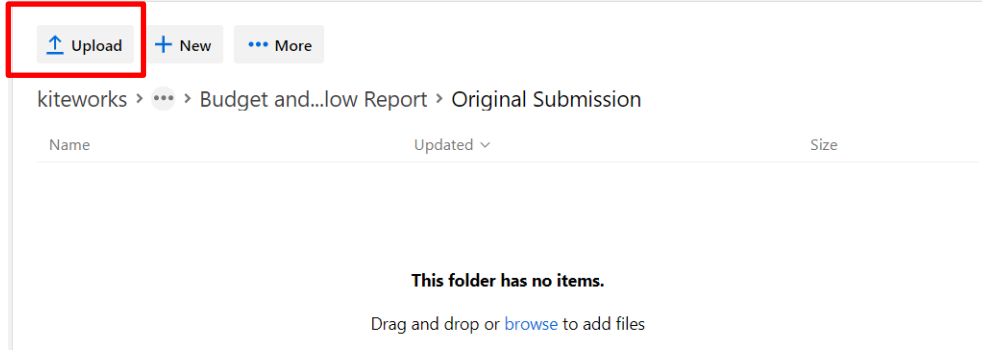 Upload New ••• More
kiteworks > ••• > Budget and...low Report > Original Submission
Name Updated Size
This folder has no items.
Drag and drop or browse to add files